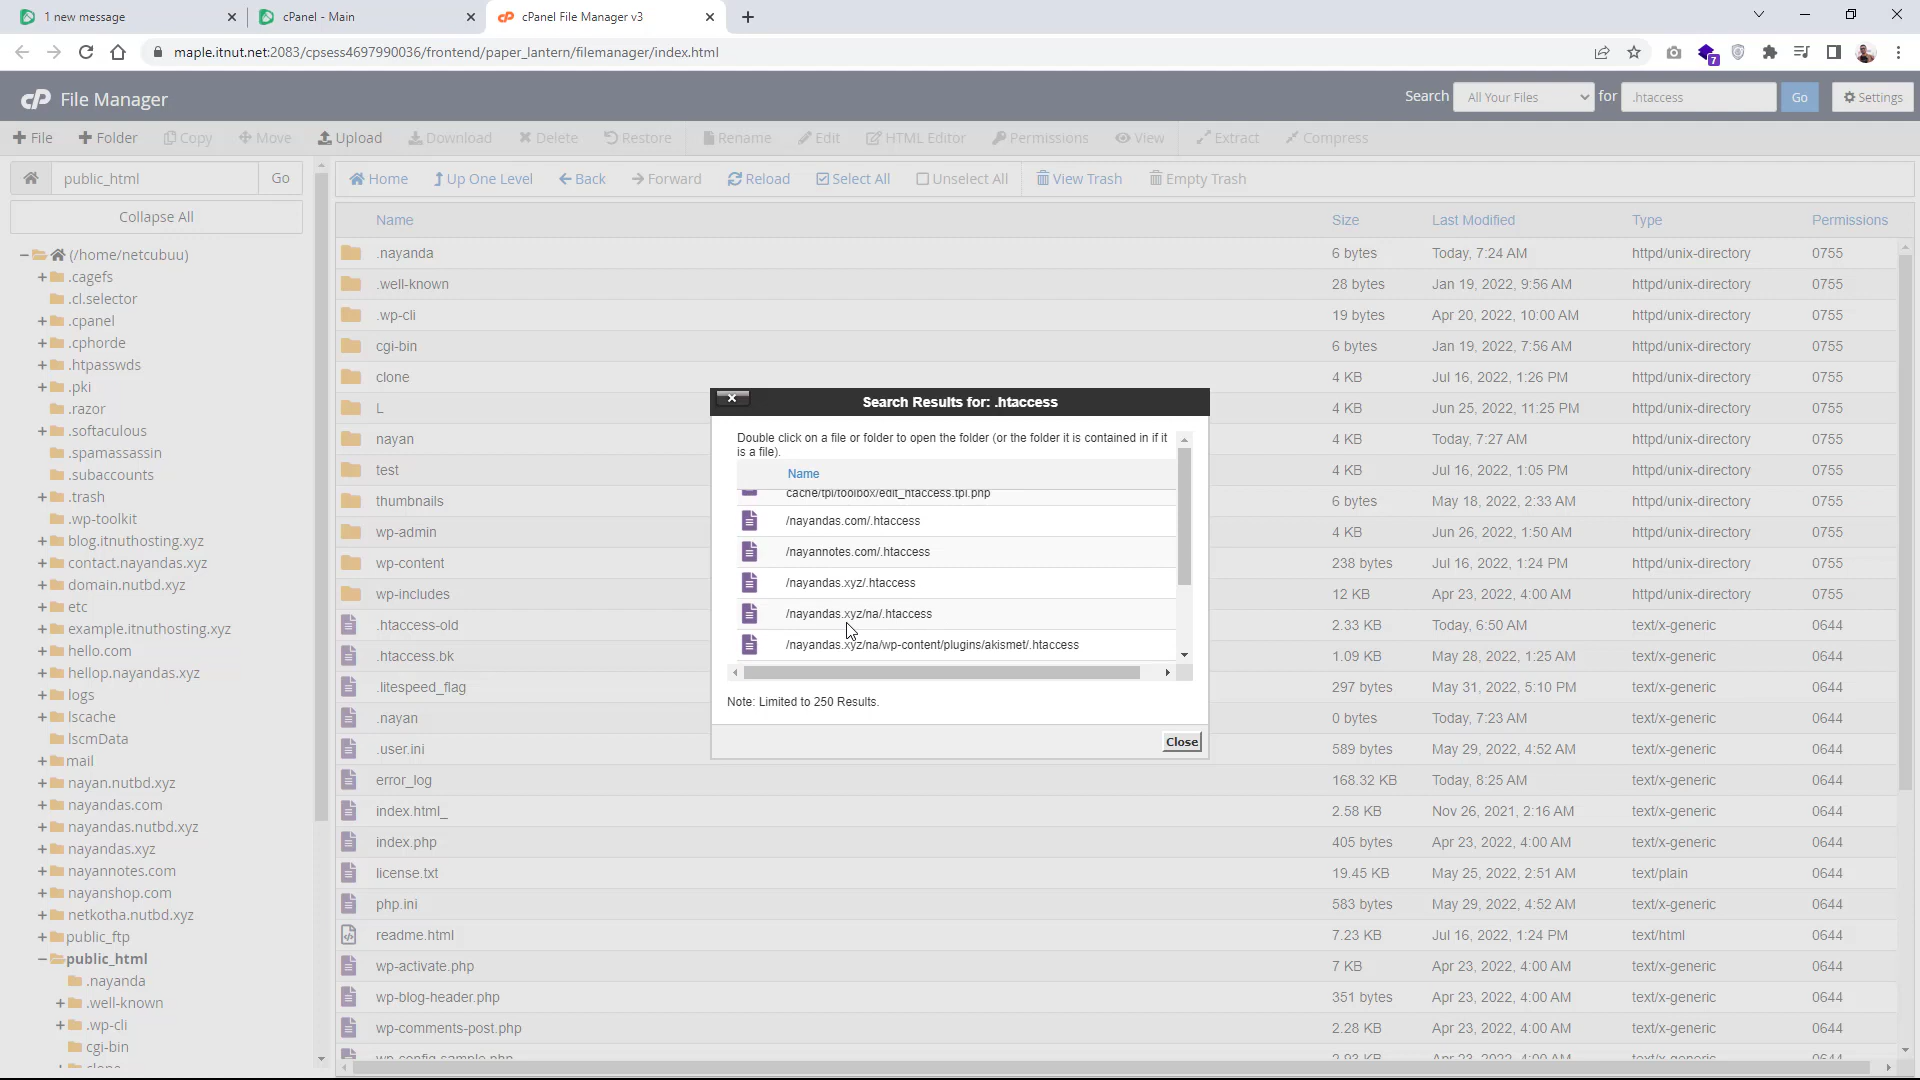 1 new message
cPanel - Main
cPanel File Manager v3
maple.itnut.net:2083/cpsess4697990036/frontend/paper_lantern/filemanager/index.html
7
cP File Manager
Search All Your Files for .htaccess Go Settings
File Folder Copy Move Upload Download Delete Restore Rename Edit HTML Editor Permissions View Extract Compress
public_html Go
Home Up One Level Back Forward Reload Select All Unselect All View Trash Empty Trash
Collapse All
(/home/netcubuu)
.cagefs
.cl.selector
.cpanel
.cphorde
.htpasswds
.pki
.razor
.softaculous
.spamassassin
.subaccounts
.trash
.wp-toolkit
blog.itnuthosting.xyz
contact.nayandas.xyz
domain.nutbd.xyz
etc
example.itnuthosting.xyz
hello.com
hellop.nayandas.xyz
logs
lscache
lscmData
mail
nayan.nutbd.xyz
nayandas.com
nayandas.nutbd.xyz
nayandas.xyz
nayannotes.com
nayanshop.com
netkotha.nutbd.xyz
public_ftp
public_html
.nayanda
.well-known
.wp-cli
cgi-bin
clone
Name Size Last Modified Type Permissions
.nayanda 6 bytes Today, 7:24 AM httpd/unix-directory 0755
.well-known 28 bytes Jan 19, 2022, 9:56 AM httpd/unix-directory 0755
.wp-cli 19 bytes Apr 20, 2022, 10:00 AM httpd/unix-directory 0755
cgi-bin 6 bytes Jan 19, 2022, 7:56 AM httpd/unix-directory 0755
clone 4 KB Jul 16, 2022, 1:26 PM httpd/unix-directory 0755
L 4 KB Jun 25, 2022, 11:25 PM httpd/unix-directory 0755
nayan 4 KB Today, 7:27 AM httpd/unix-directory 0755
test 4 KB Jul 16, 2022, 1:05 PM httpd/unix-directory 0755
thumbnails 6 bytes May 18, 2022, 2:33 AM httpd/unix-directory 0755
wp-admin 4 KB Jun 26, 2022, 1:50 AM httpd/unix-directory 0755
wp-content 238 bytes Jul 16, 2022, 1:24 PM httpd/unix-directory 0755
wp-includes 12 KB Apr 23, 2022, 4:00 AM httpd/unix-directory 0755
.htaccess-old 2.33 KB Today, 6:50 AM text/x-generic 0644
.htaccess.bk 1.09 KB May 28, 2022, 1:25 AM text/x-generic 0644
.litespeed_flag 297 bytes May 31, 2022, 5:10 PM text/x-generic 0644
.nayan 0 bytes Today, 7:23 AM text/x-generic 0644
.user.ini 589 bytes May 29, 2022, 4:52 AM text/x-generic 0644
error_log 168.32 KB Today, 8:25 AM text/x-generic 0644
index.html_ 2.58 KB Nov 26, 2021, 2:16 AM text/x-generic 0644
index.php 405 bytes Apr 23, 2022, 4:00 AM text/x-generic 0644
license.txt 19.45 KB May 25, 2022, 2:51 AM text/plain 0644
php.ini 583 bytes May 29, 2022, 4:52 AM text/x-generic 0644
readme.html 7.23 KB Jul 16, 2022, 1:24 PM text/html 0644
wp-activate.php 7 KB Apr 23, 2022, 4:00 AM text/x-generic 0644
wp-blog-header.php 351 bytes Apr 23, 2022, 4:00 AM text/x-generic 0644
wp-comments-post.php 2.28 KB Apr 23, 2022, 4:00 AM text/x-generic 0644
wp-config-sample.php 2.93 KB Apr 23, 2022, 4:00 AM text/x-generic 0644
Search Results for: .htaccess
Double click on a file or folder to open the folder (or the folder it is contained in if it
is a file).
Name
cache/tpl/toolbox/edit_htaccess.tpl.php
/nayandas.com/.htaccess
/nayannotes.com/.htaccess
/nayandas.xyz/.htaccess
/nayandas.xyz/na/.htaccess
/nayandas.xyz/na/wp-content/plugins/akismet/.htaccess
Note: Limited to 250 Results.
Close